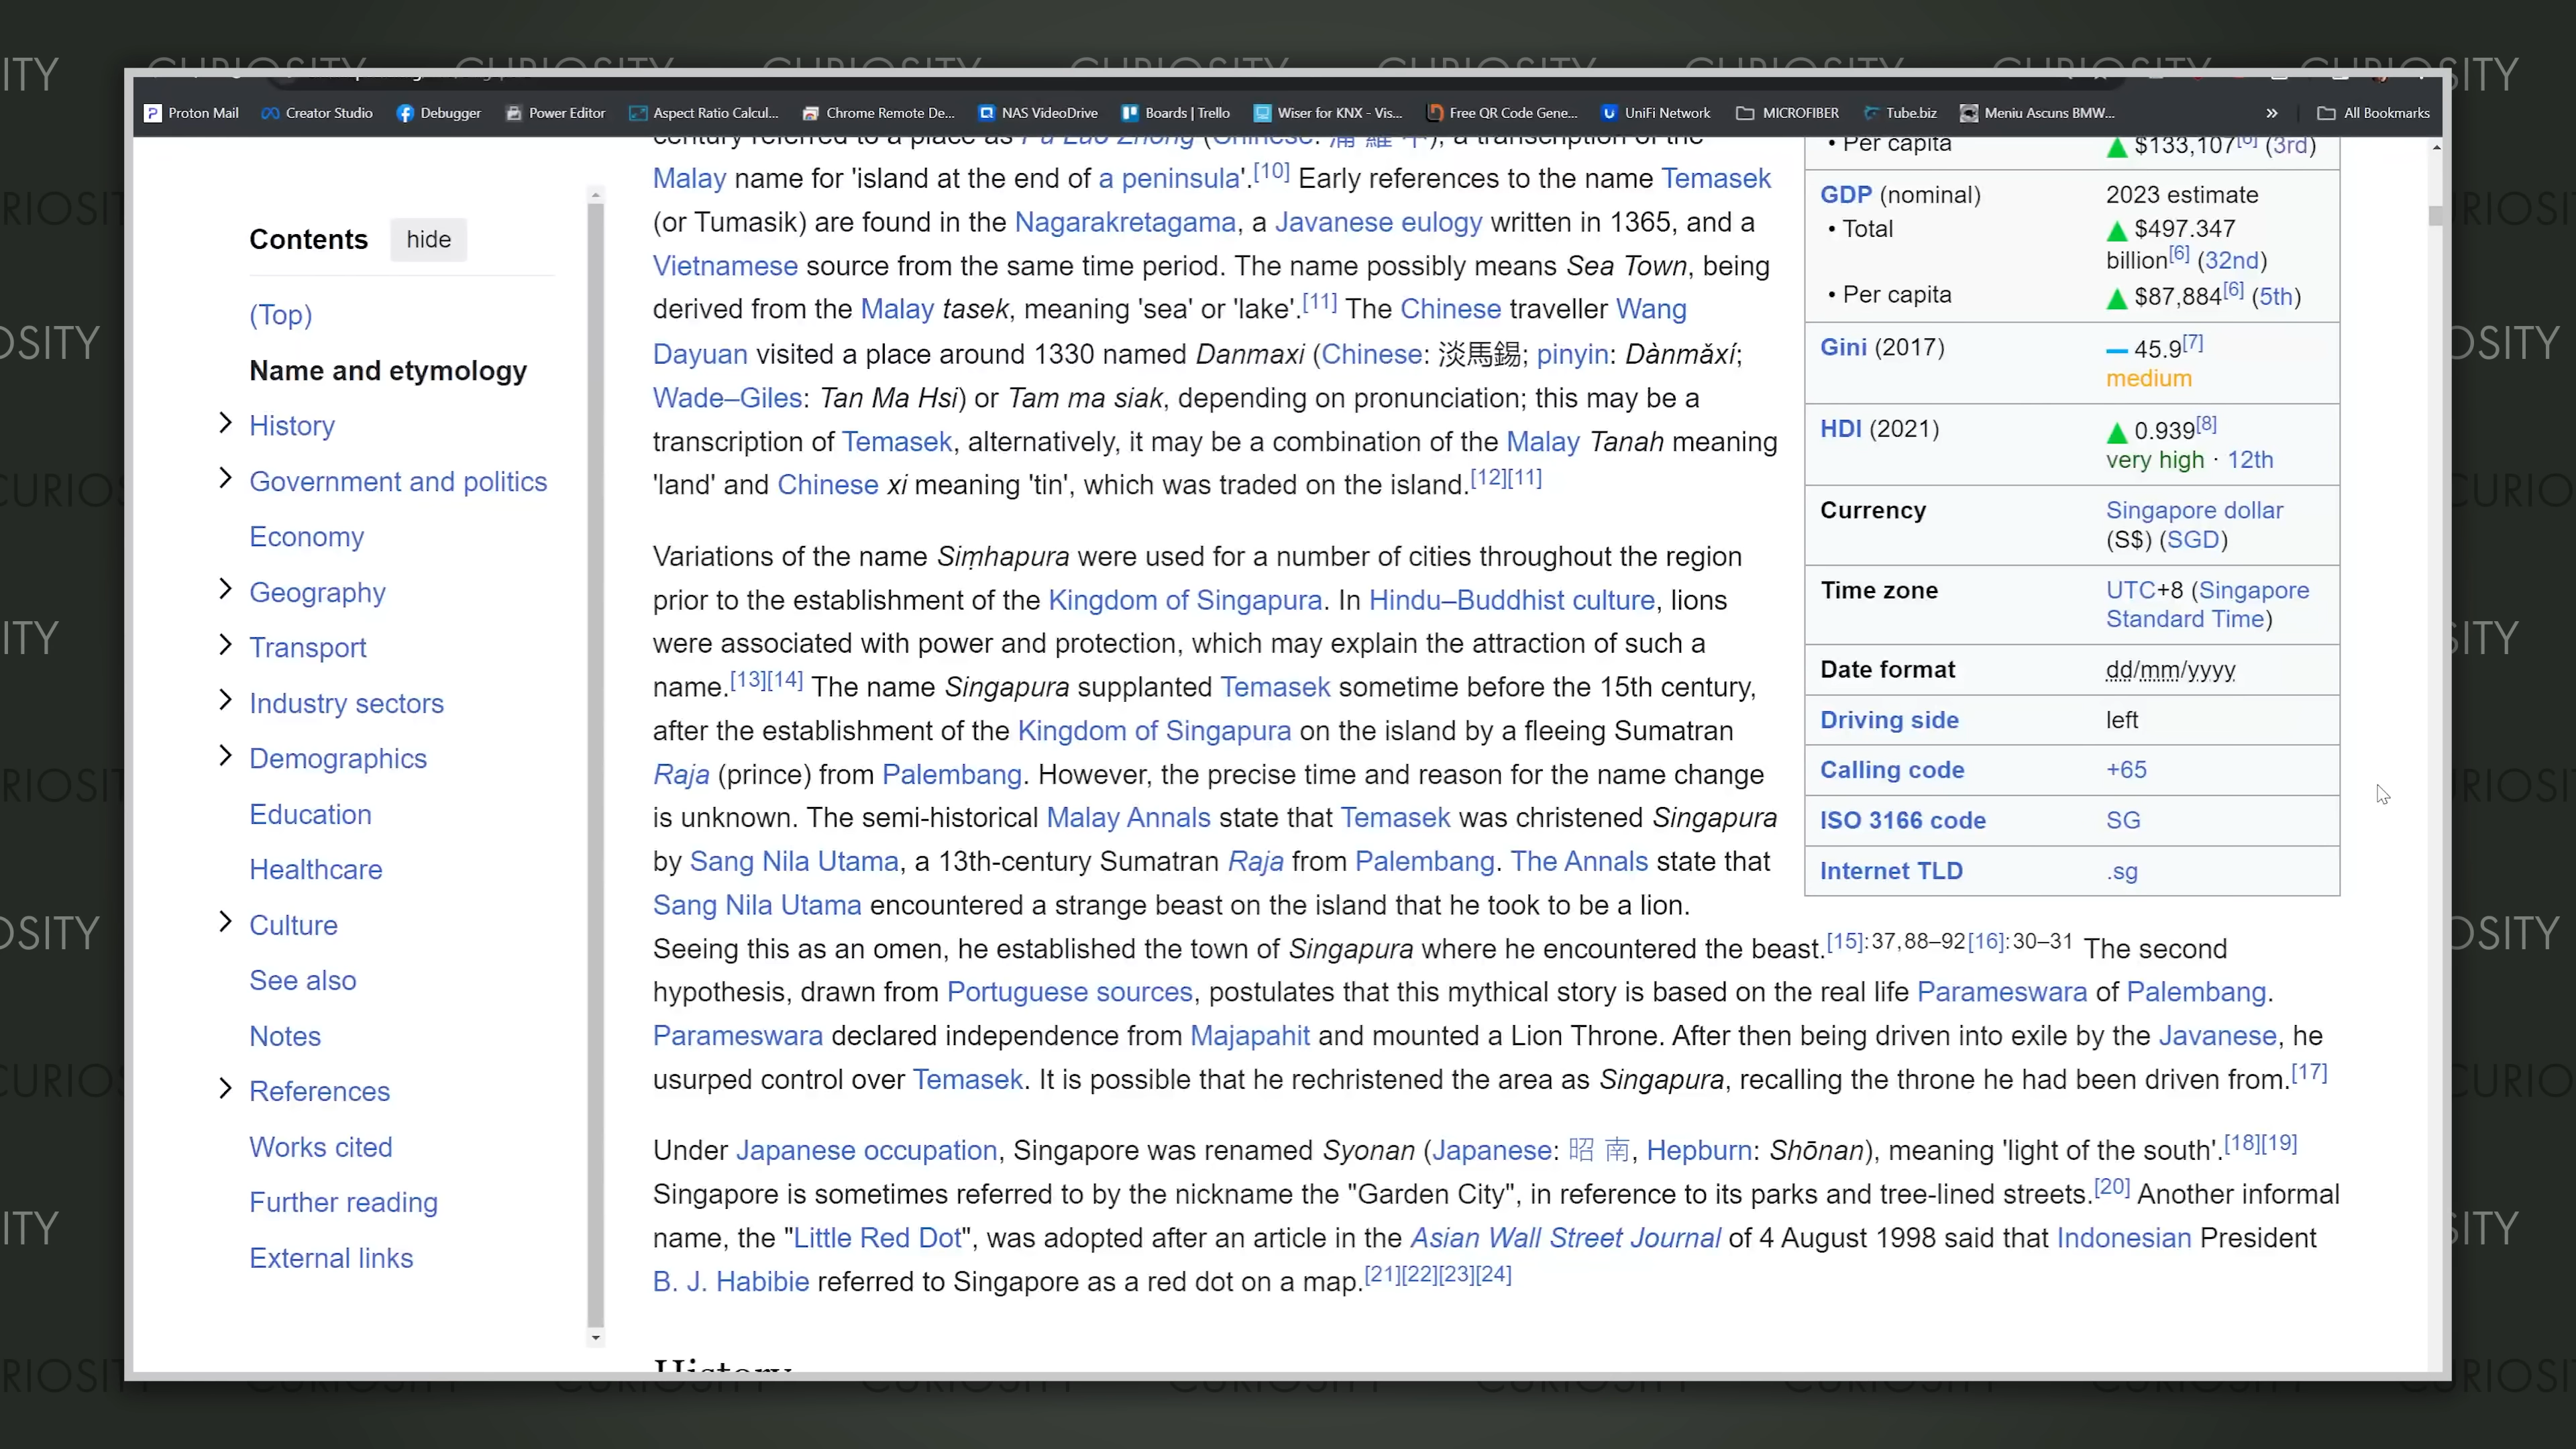 Proton Mail
Creator Studio
Debugger
Power Editor
Aspect Ratio Calcul...
Chrome Remote De...
NAS VideoDrive
Boards | Trello
Wiser for KNX - Vis...
Free QR Code Gene...
UniFi Network
MICROFIBER
Tube.biz
Meniu Ascuns BMW...
»
All Bookmarks
Contents hide
(Top)
Name and etymology
History
Government and politics
Economy
Geography
Transport
Industry sectors
Demographics
Education
Healthcare
Culture
See also
Notes
References
Works cited
Further reading
External links
Malay name for 'island at the end of a peninsula'.[10] Early references to the name Temasek
(or Tumasik) are found in the Nagarakretagama, a Javanese eulogy written in 1365, and a
Vietnamese source from the same time period. The name possibly means Sea Town, being
derived from the Malay tasek, meaning 'sea' or 'lake'.[11] The Chinese traveller Wang
Dayuan visited a place around 1330 named Danmaxi (Chinese: 淡馬錫; pinyin: Dànmǎxí;
Wade–Giles: Tan Ma Hsi) or Tam ma siak, depending on pronunciation; this may be a
transcription of Temasek, alternatively, it may be a combination of the Malay Tanah meaning
'land' and Chinese xi meaning 'tin', which was traded on the island.[12][11]
Variations of the name Siṃhapura were used for a number of cities throughout the region
prior to the establishment of the Kingdom of Singapura. In Hindu–Buddhist culture, lions
were associated with power and protection, which may explain the attraction of such a
name.[13][14] The name Singapura supplanted Temasek sometime before the 15th century,
after the establishment of the Kingdom of Singapura on the island by a fleeing Sumatran
Raja (prince) from Palembang. However, the precise time and reason for the name change
is unknown. The semi-historical Malay Annals state that Temasek was christened Singapura
by Sang Nila Utama, a 13th-century Sumatran Raja from Palembang. The Annals state that
Sang Nila Utama encountered a strange beast on the island that he took to be a lion.
Seeing this as an omen, he established the town of Singapura where he encountered the beast.[15]:37,88–92[16]:30–31 The second
hypothesis, drawn from Portuguese sources, postulates that this mythical story is based on the real life Parameswara of Palembang.
Parameswara declared independence from Majapahit and mounted a Lion Throne. After then being driven into exile by the Javanese, he
usurped control over Temasek. It is possible that he rechristened the area as Singapura, recalling the throne he had been driven from.[17]
Under Japanese occupation, Singapore was renamed Syonan (Japanese: 昭南, Hepburn: Shōnan), meaning 'light of the south'.[18][19]
Singapore is sometimes referred to by the nickname the "Garden City", in reference to its parks and tree-lined streets.[20] Another informal
name, the "Little Red Dot", was adopted after an article in the Asian Wall Street Journal of 4 August 1998 said that Indonesian President
B. J. Habibie referred to Singapore as a red dot on a map.[21][22][23][24]
History
• Per capita $133,107[6] (3rd)
GDP (nominal) 2023 estimate
• Total $497.347
billion[6] (32nd)
• Per capita $87,884[6] (5th)
Gini (2017) 45.9[7]
medium
HDI (2021) 0.939[8]
very high · 12th
Currency Singapore dollar
(S$) (SGD)
Time zone UTC+8 (Singapore
Standard Time)
Date format dd/mm/yyyy
Driving side left
Calling code +65
ISO 3166 code SG
Internet TLD .sg
CURIOSITY